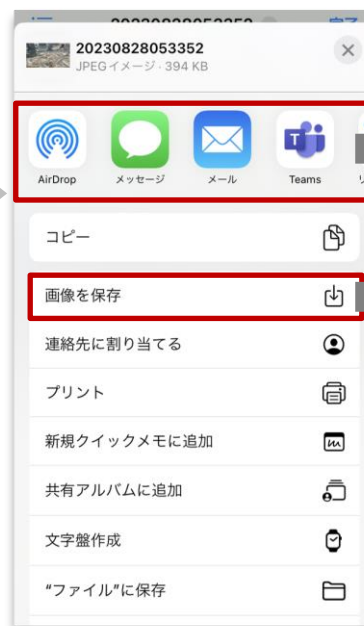 20230828053352
完了
20230828053352
JPEGイメージ · 394 KB
AirDrop
メッセージ
メール
Teams
コピー
画像を保存
連絡先に割り当てる
プリント
新規クイックメモに追加
共有アルバムに追加
文字盤作成
“ファイル”に保存